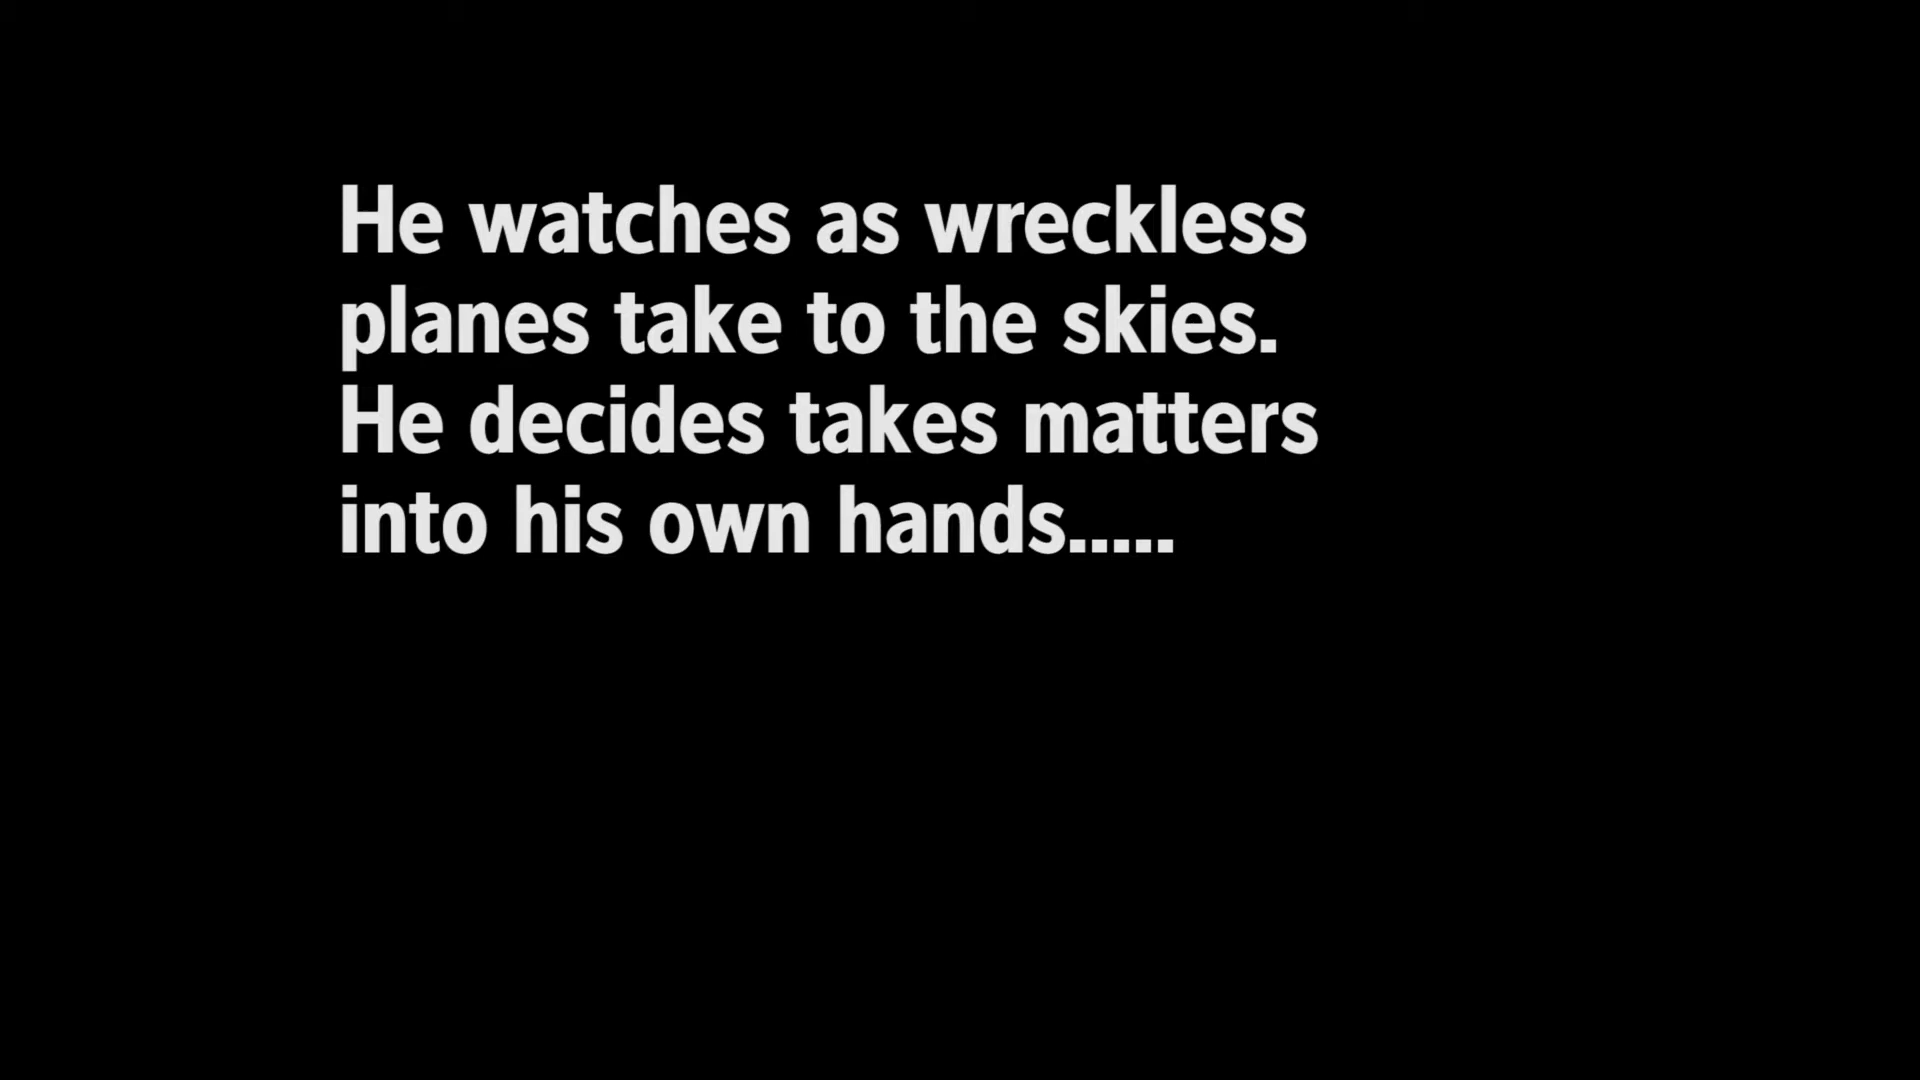 He watches as wreckless
planes take to the skies.
He decides takes matters
into his own hands.....